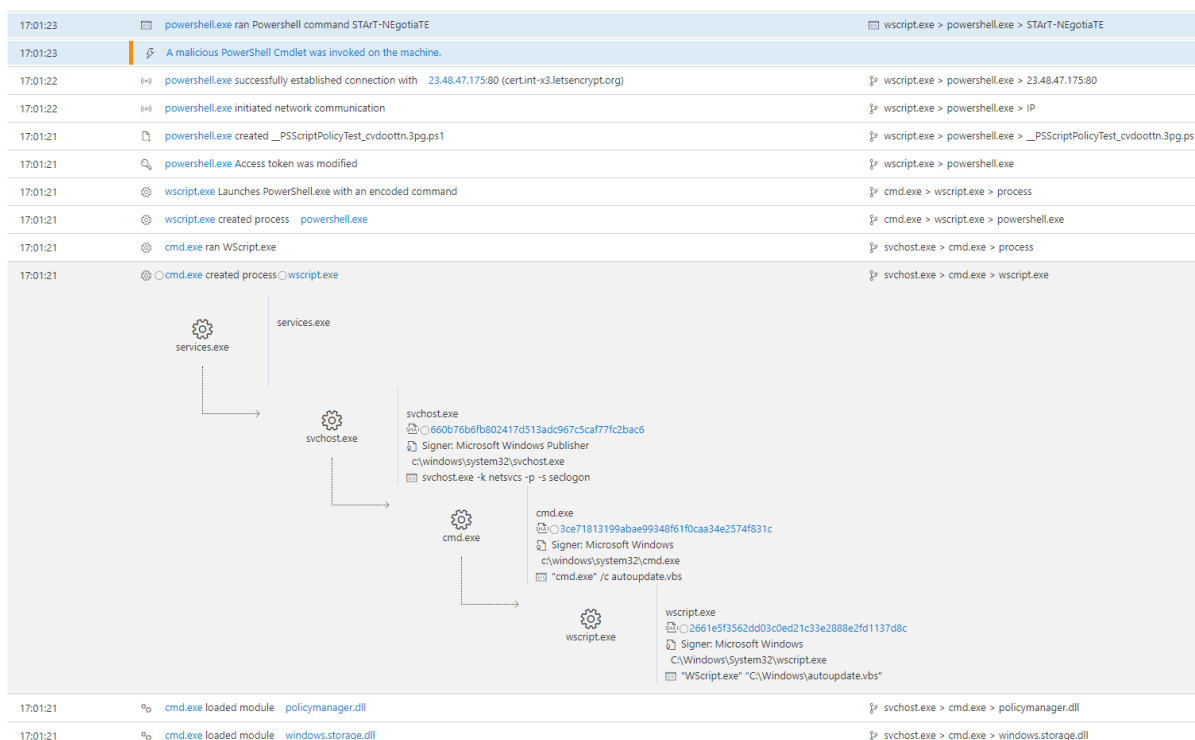 17:01:23 powershell.exe ran Powershell command STArT-NEgotiaTE wscript.exe > powershell.exe > STArT-NEgotiaTE
17:01:23 A malicious PowerShell Cmdlet was invoked on the machine.
17:01:22 powershell.exe successfully established connection with 23.48.47.175:80 (cert.int-x3.letsencrypt.org) wscript.exe > powershell.exe > 23.48.47.175:80
17:01:22 powershell.exe initiated network communication wscript.exe > powershell.exe > IP
17:01:21 powershell.exe created __PSScriptPolicyTest_cvdoottn.3pg.ps1 wscript.exe > powershell.exe > __PSScriptPolicyTest_cvdoottn.3pg.ps
17:01:21 powershell.exe Access token was modified wscript.exe > powershell.exe
17:01:21 wscript.exe Launches PowerShell.exe with an encoded command cmd.exe > wscript.exe > process
17:01:21 wscript.exe created process powershell.exe cmd.exe > wscript.exe > powershell.exe
17:01:21 cmd.exe ran WScript.exe svchost.exe > cmd.exe > process
17:01:21 cmd.exe created process wscript.exe svchost.exe > cmd.exe > wscript.exe
services.exe
services.exe
svchost.exe
svchost.exe
SHA1 660b76b6fb802417d513adc967c5caf77fc2bac6
Signer: Microsoft Windows Publisher
c:\windows\system32\svchost.exe
svchost.exe -k netsvcs -p -s seclogon
cmd.exe
cmd.exe
SHA1 3ce71813199abae99348f61f0caa34e2574f831c
Signer: Microsoft Windows
c:\windows\system32\cmd.exe
"cmd.exe" /c autoupdate.vbs
wscript.exe
wscript.exe
SHA1 2661e5f3562dd03c0ed21c33e2888e2fd1137d8c
Signer: Microsoft Windows
C:\Windows\System32\wscript.exe
"WScript.exe" "C:\Windows\autoupdate.vbs"
17:01:21 cmd.exe loaded module policymanager.dll svchost.exe > cmd.exe > policymanager.dll
17:01:21 cmd.exe loaded module windows.storage.dll svchost.exe > cmd.exe > windows.storage.dll